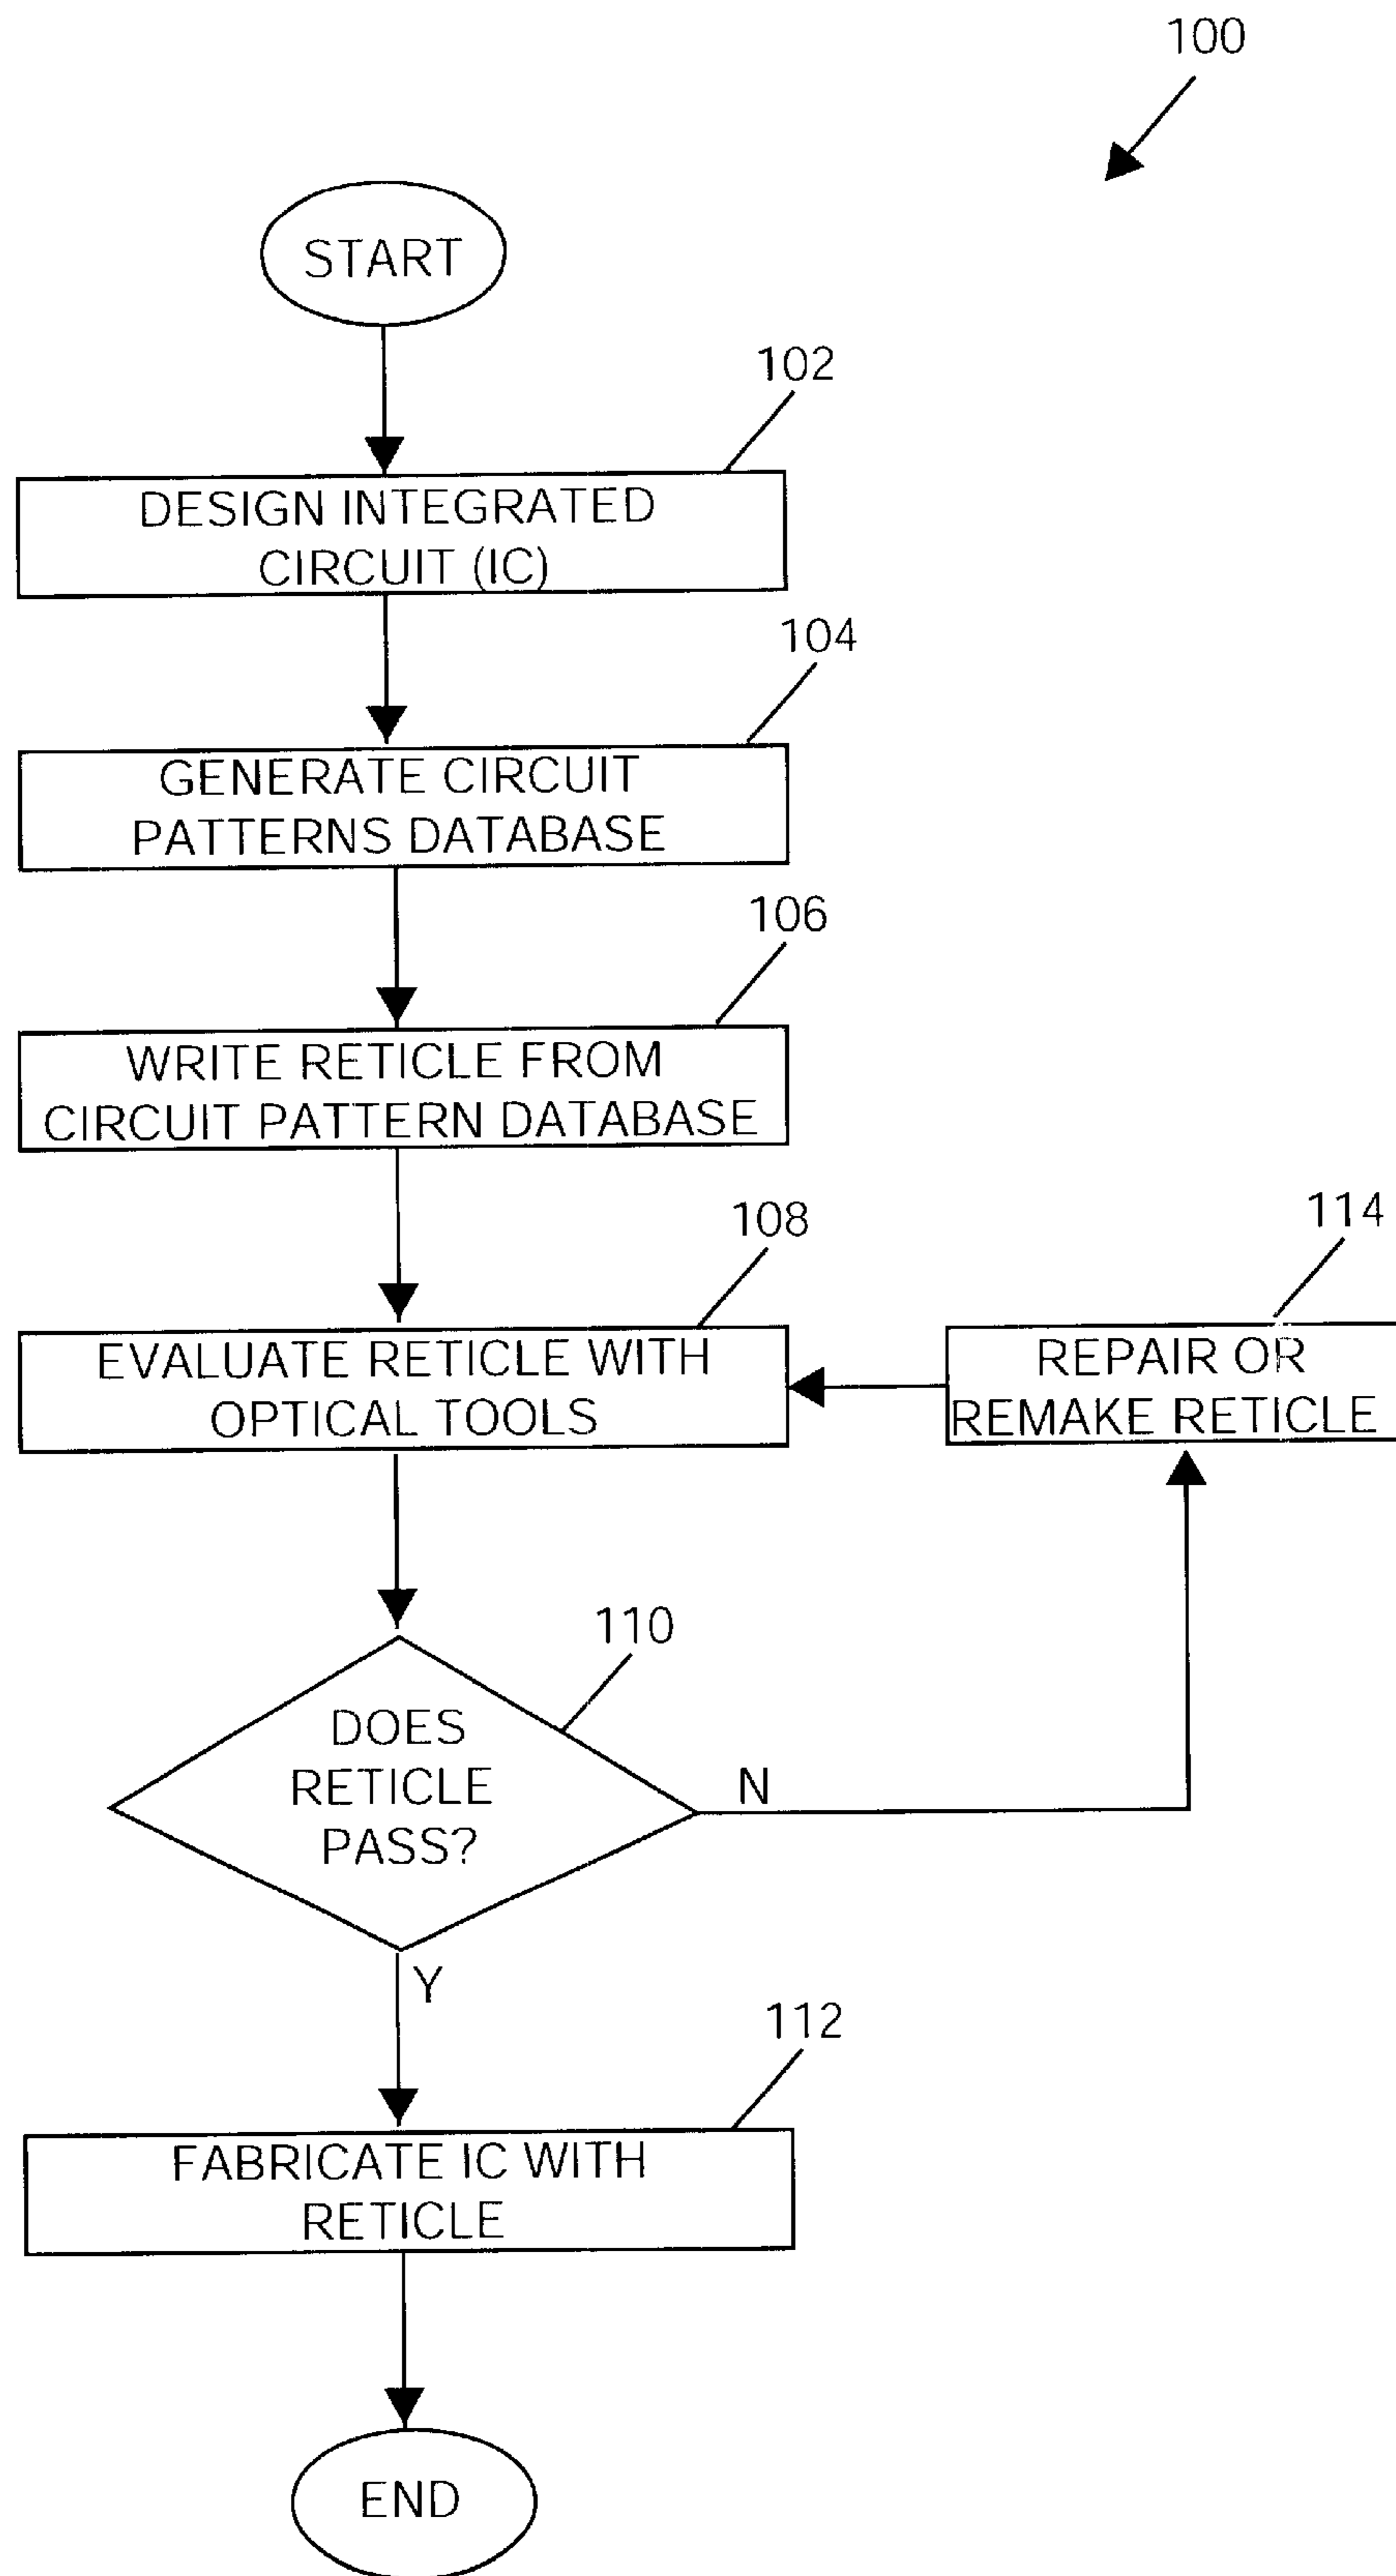 100
START
102
DESIGN INTEGRATED
CIRCUIT (IC)
104
GENERATE CIRCUIT
PATTERNS DATABASE
106
WRITE RETICLE FROM
CIRCUIT PATTERN DATABASE
108
EVALUATE RETICLE WITH
OPTICAL TOOLS
114
REPAIR OR
REMAKE RETICLE
110
DOES
RETICLE
PASS?
N
Y
112
FABRICATE IC WITH
RETICLE
END